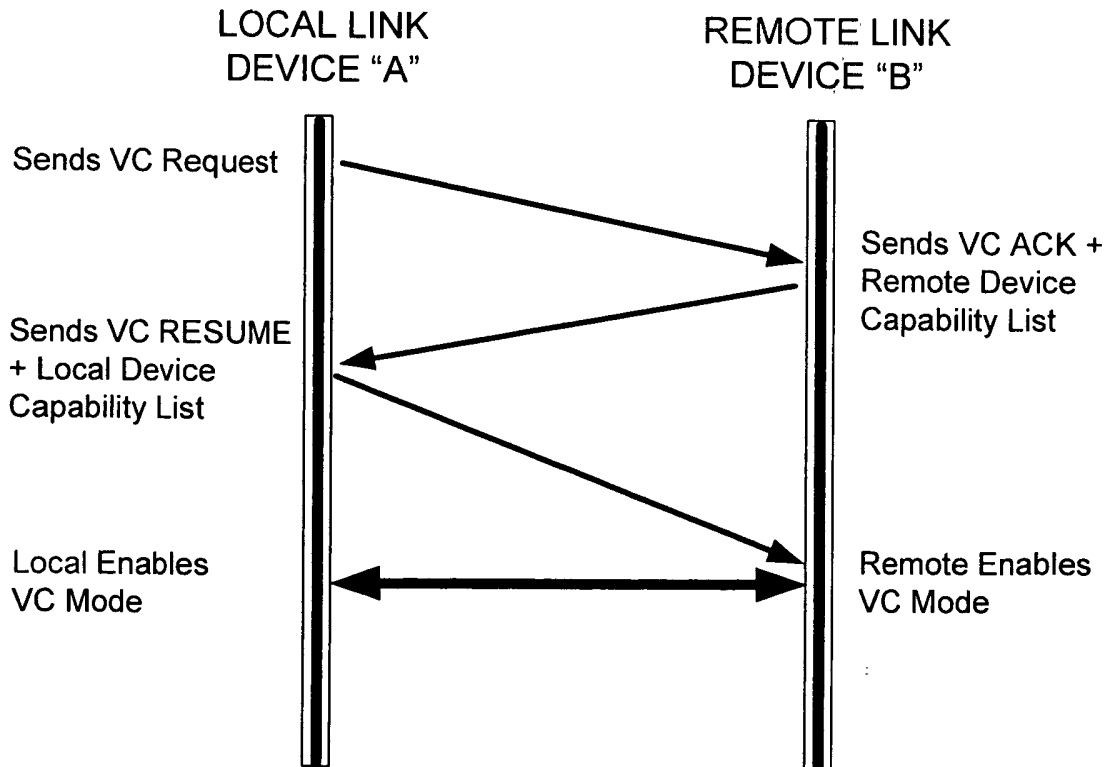 LOCAL LINK
DEVICE “A”
REMOTE LINK
DEVICE “B”
Sends VC Request
Sends VC ACK +
Remote Device
Capability List
Sends VC RESUME
+ Local Device
Capability List
Local Enables
VC Mode
Remote Enables
VC Mode